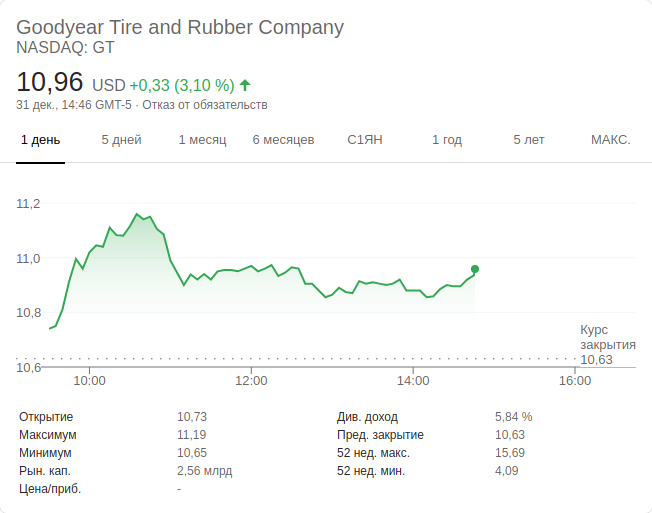 Goodyear Tire and Rubber Company
NASDAQ: GT
10,96 USD +0,33 (3,10 %)
31 дек., 14:46 GMT-5 · Отказ от обязательств
1 день 5 дней 1 месяц 6 месяцев С1ЯН 1 год 5 лет МАКС.
11,2
11,0
10,8
10,6
Курс
закрытия
10,63
10:00 12:00 14:00 16:00
Открытие 10,73 Див. доход 5,84 %
Максимум 11,19 Пред. закрытие 10,63
Минимум 10,65 52 нед. макс. 15,69
Рын. кап. 2,56 млрд 52 нед. мин. 4,09
Цена/приб. -